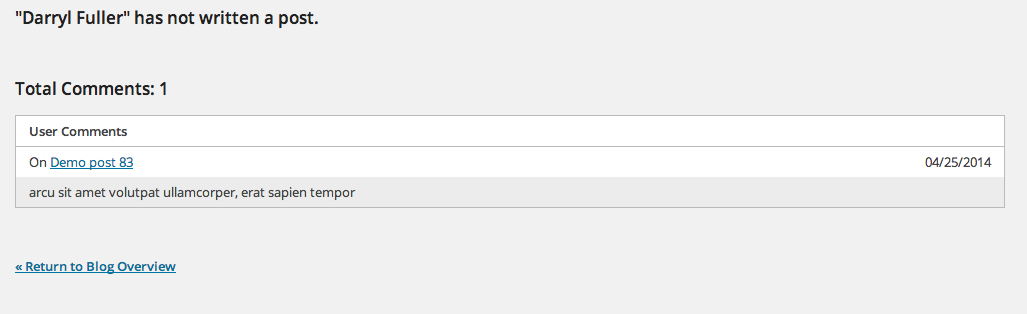 "Darryl Fuller" has not written a post.
Total Comments: 1
User Comments
On Demo post 83 04/25/2014
arcu sit amet volutpat ullamcorper, erat sapien tempor
« Return to Blog Overview